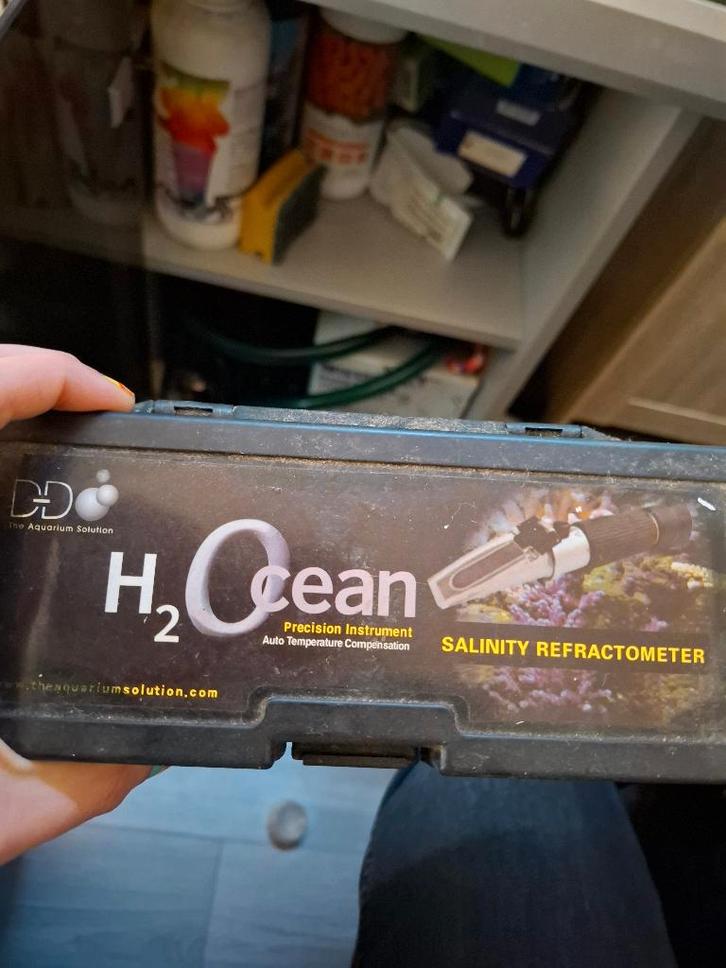 D-D
The Aquarium Solution
H2Ocean
Precision Instrument
Auto Temperature Compensation
SALINITY REFRACTOMETER
www.theaquariumsolution.com